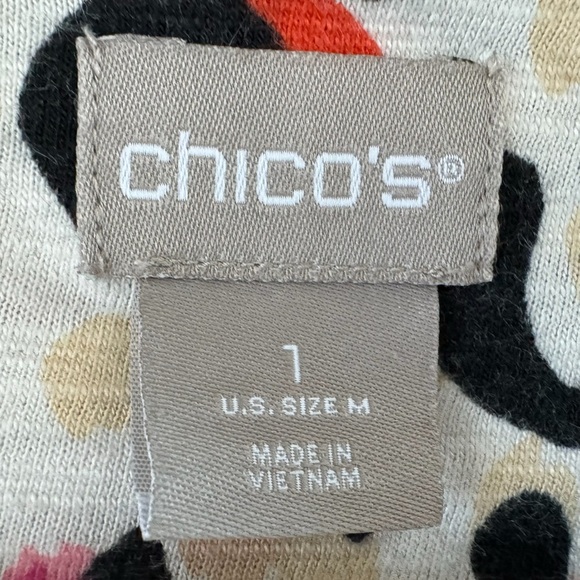 chico's®
1
U.S. SIZE M
MADE IN
VIETNAM